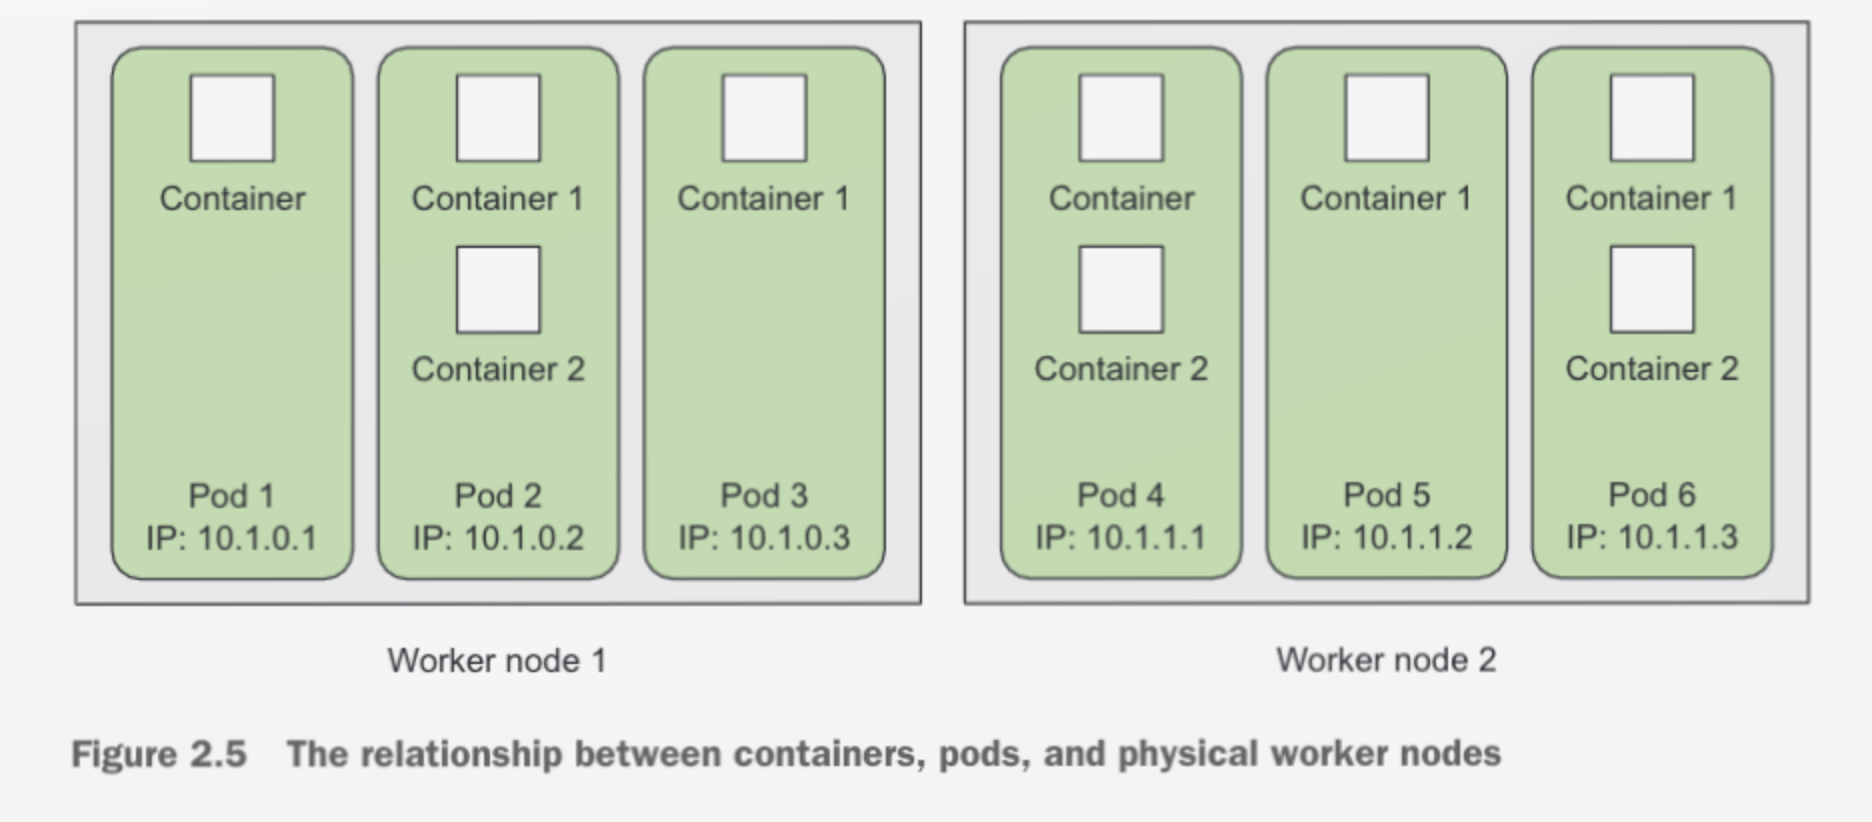 Container
Container 1
Container 1
Container 2
Pod 1
IP: 10.1.0.1
Pod 2
IP: 10.1.0.2
Pod 3
IP: 10.1.0.3
Worker node 1
Container
Container 1
Container 1
Container 2
Container 2
Pod 4
IP: 10.1.1.1
Pod 5
IP: 10.1.1.2
Pod 6
IP: 10.1.1.3
Worker node 2
Figure 2.5 The relationship between containers, pods, and physical worker nodes